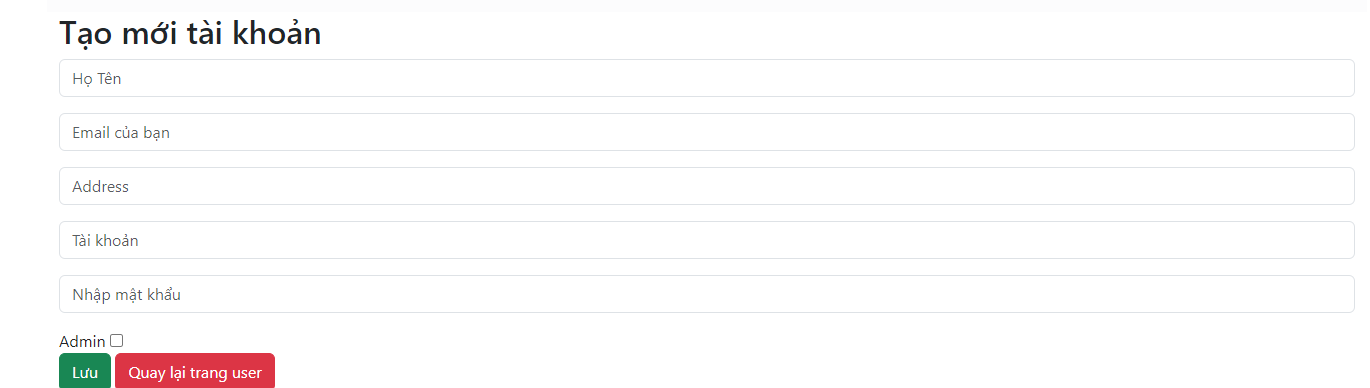 Tạo mới tài khoản
Họ Tên
Email của bạn
Address
Tài khoản
Nhập mật khẩu
Admin
Lưu Quay lại trang user